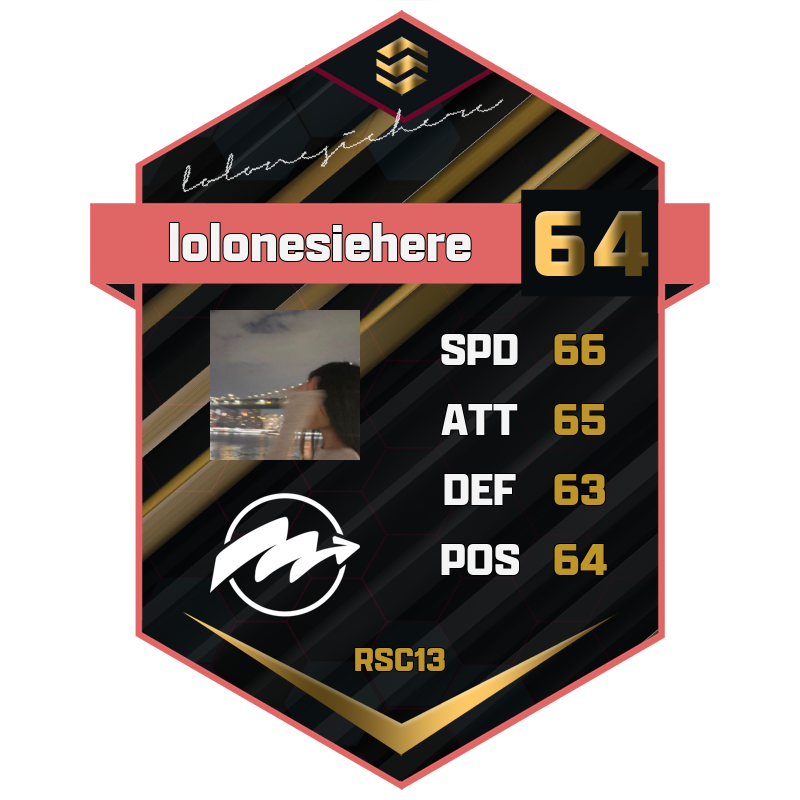 lolonesiehere
lolonesiehere 64
SPD 66
ATT 65
DEF 63
POS 64
RSC13